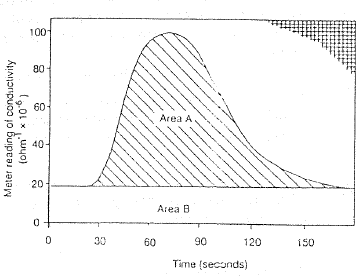 Meter reading of conductivity
(ohm⁻¹ × 10⁻⁶)
100
80
60
40
20
0
Area A
Area B
0 30 60 90 120 150
Time (seconds)